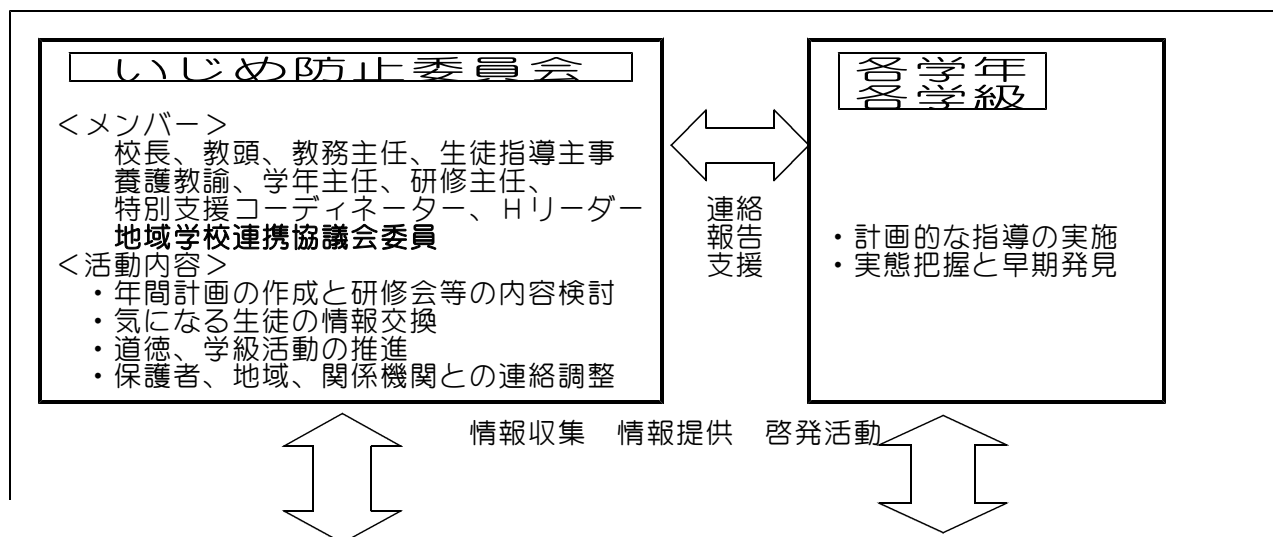 いじめ防止委員会
＜メンバー＞
校長、教頭、教務主任、生徒指導主事
養護教諭、学年主任、研修主任、
特別支援コーディネーター、Ｈリーダー
地域学校連携協議会委員
＜活動内容＞
・年間計画の作成と研修会等の内容検討
・気になる生徒の情報交換
・道徳、学級活動の推進
・保護者、地域、関係機関との連絡調整
連絡
報告
支援
各学年
各学級
・計画的な指導の実施
・実態把握と早期発見
情報収集　情報提供　啓発活動